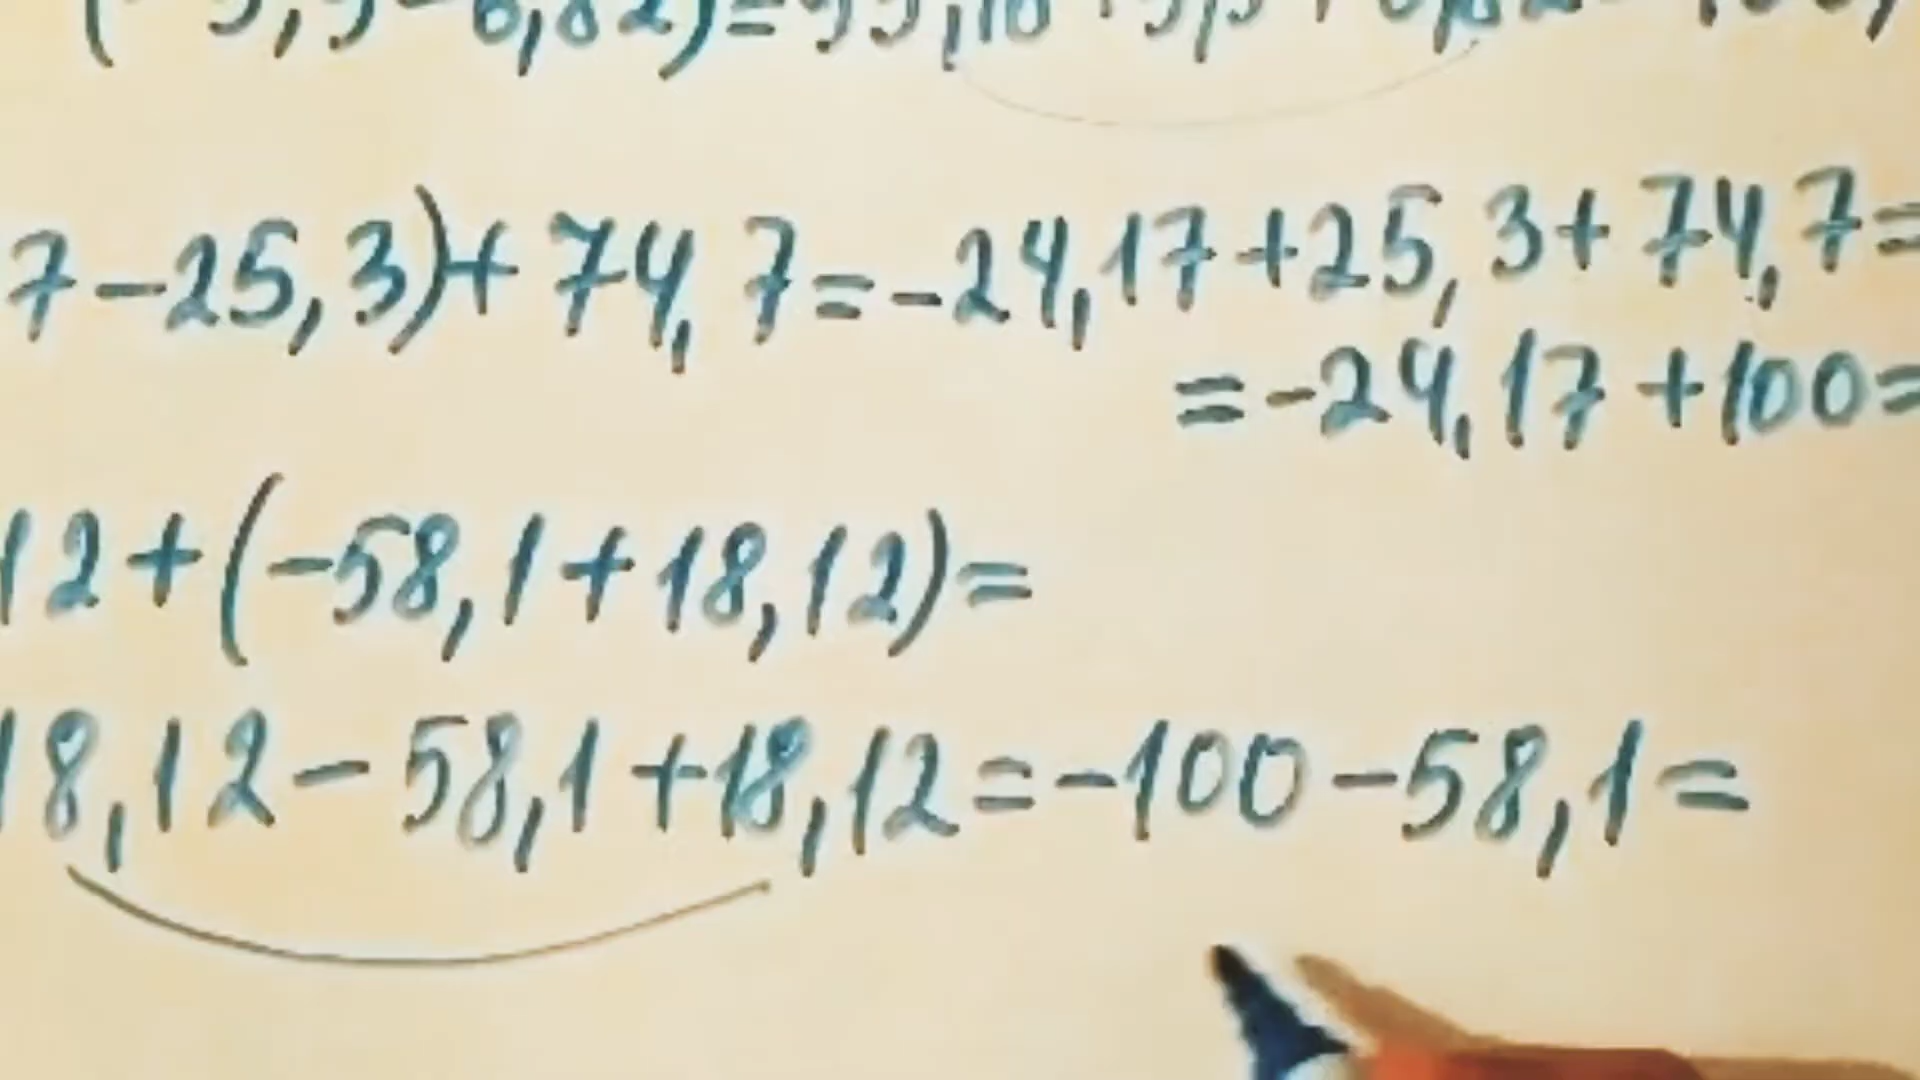 7-25,3)+74,7=-24,17+25,3+74,7=
=-24,17+100=
12+(-58,1+18,12)=
18,12-58,1+18,12=-100-58,1=